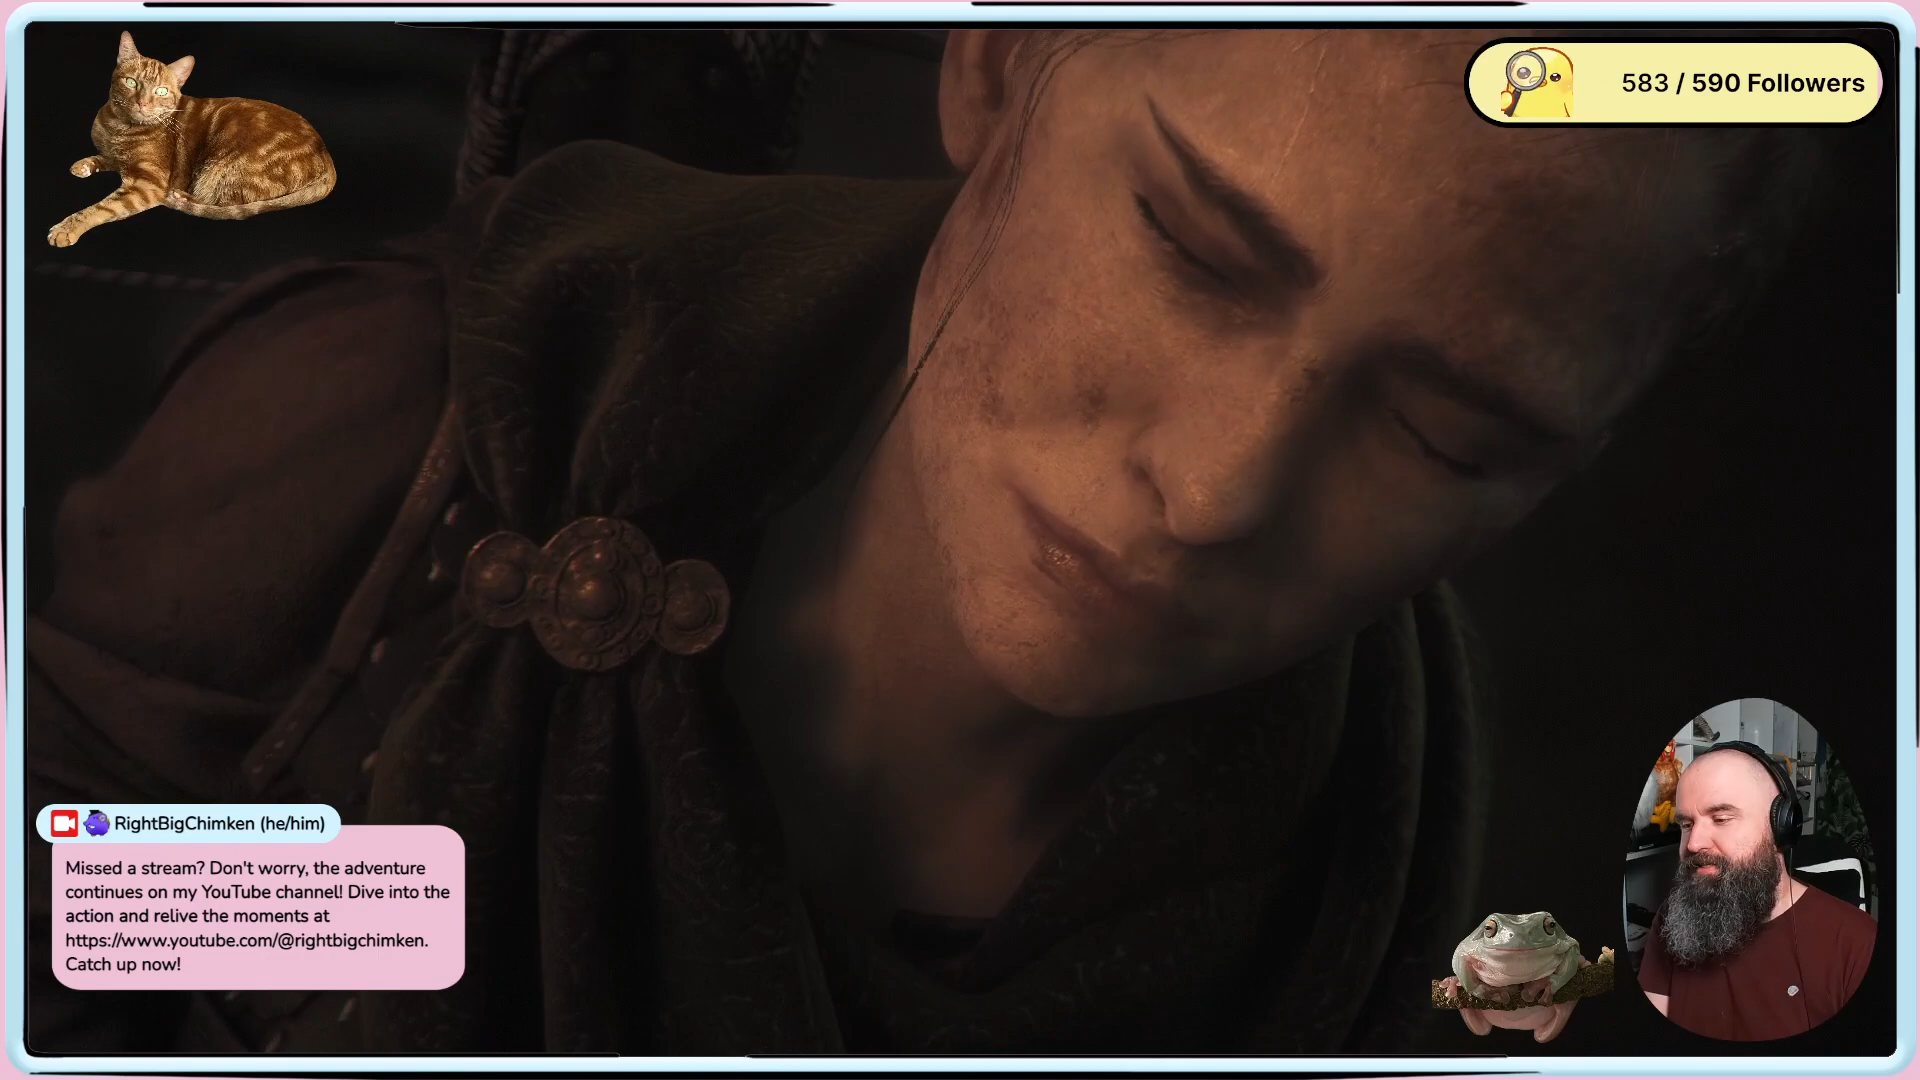 583 / 590 Followers
RightBigChimken (he/him)
Missed a stream? Don't worry, the adventure
continues on my YouTube channel! Dive into the
action and relive the moments at
https://www.youtube.com/@rightbigchimken.
Catch up now!